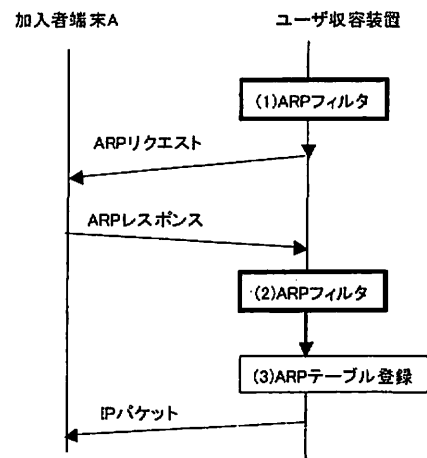 加入者端末A
ユーザ収容装置
(1)ARPフィルタ
ARPリクエスト
ARPレスポンス
(2)ARPフィルタ
(3)ARPテーブル登録
IPパケット